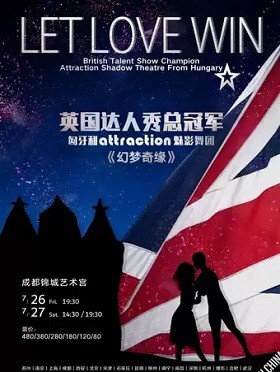 LET LOVE WIN
British Talent Show Champion
Attraction Shadow Theatre From Hungary
英国达人秀总冠军
匈牙利attraction魅影舞团
《幻梦奇缘》
成都锦城艺术宫
7/26 Fri. 19:30
7/27 Sat. 14:30 / 19:30
票价:
480/380/280/180/120/80